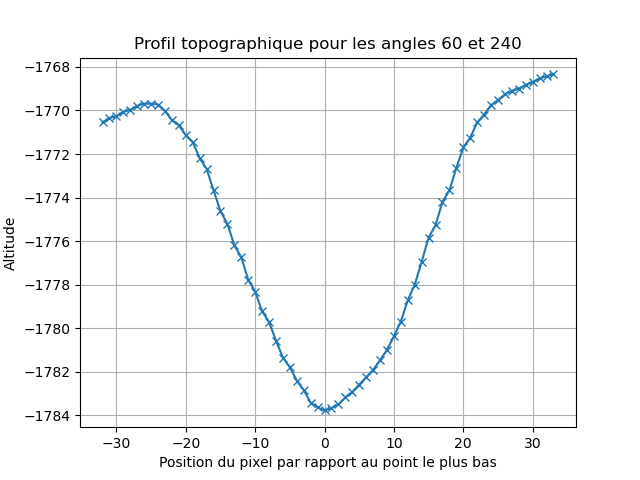 Profil topographique pour les angles 60 et 240
−1768
−1770
−1772
−1774
−1776
−1778
−1780
−1782
−1784
Altitude
−30 −20 −10 0 10 20 30
Position du pixel par rapport au point le plus bas